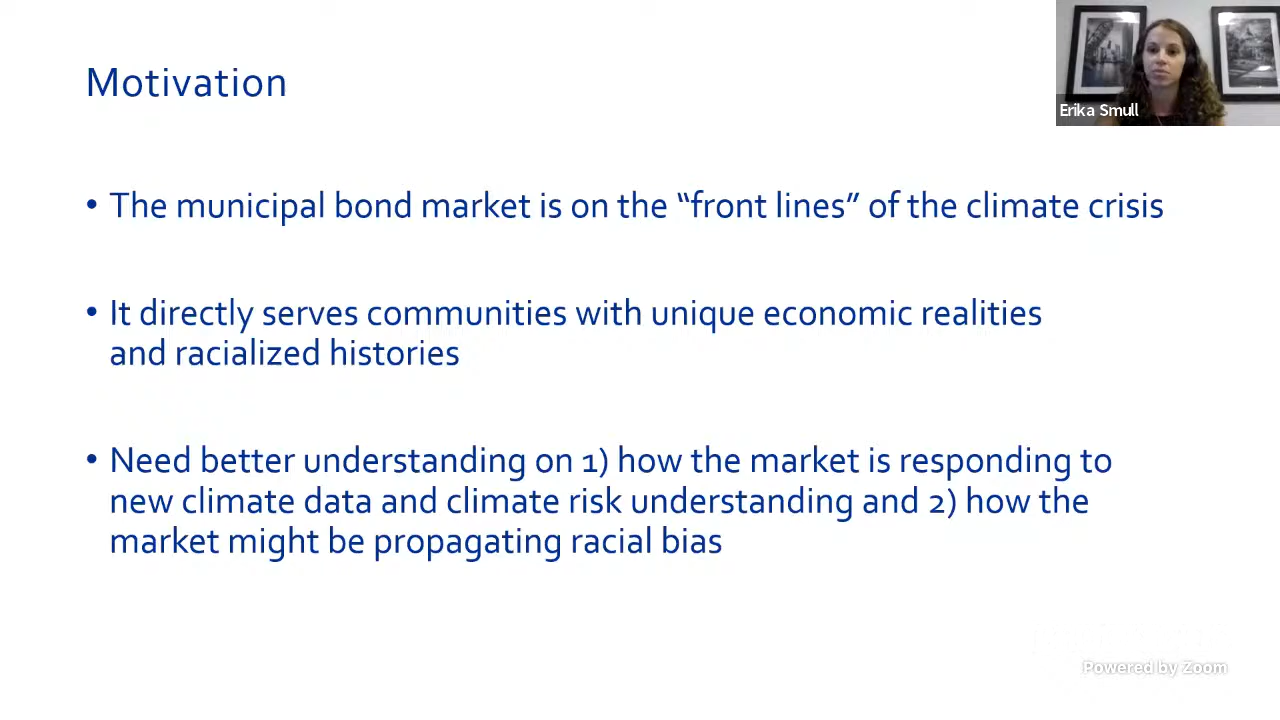 Motivation
Erika Smull
• The municipal bond market is on the “front lines” of the climate crisis
• It directly serves communities with unique economic realities
and racialized histories
• Need better understanding on 1) how the market is responding to
new climate data and climate risk understanding and 2) how the
market might be propagating racial bias
Powered by Zoom